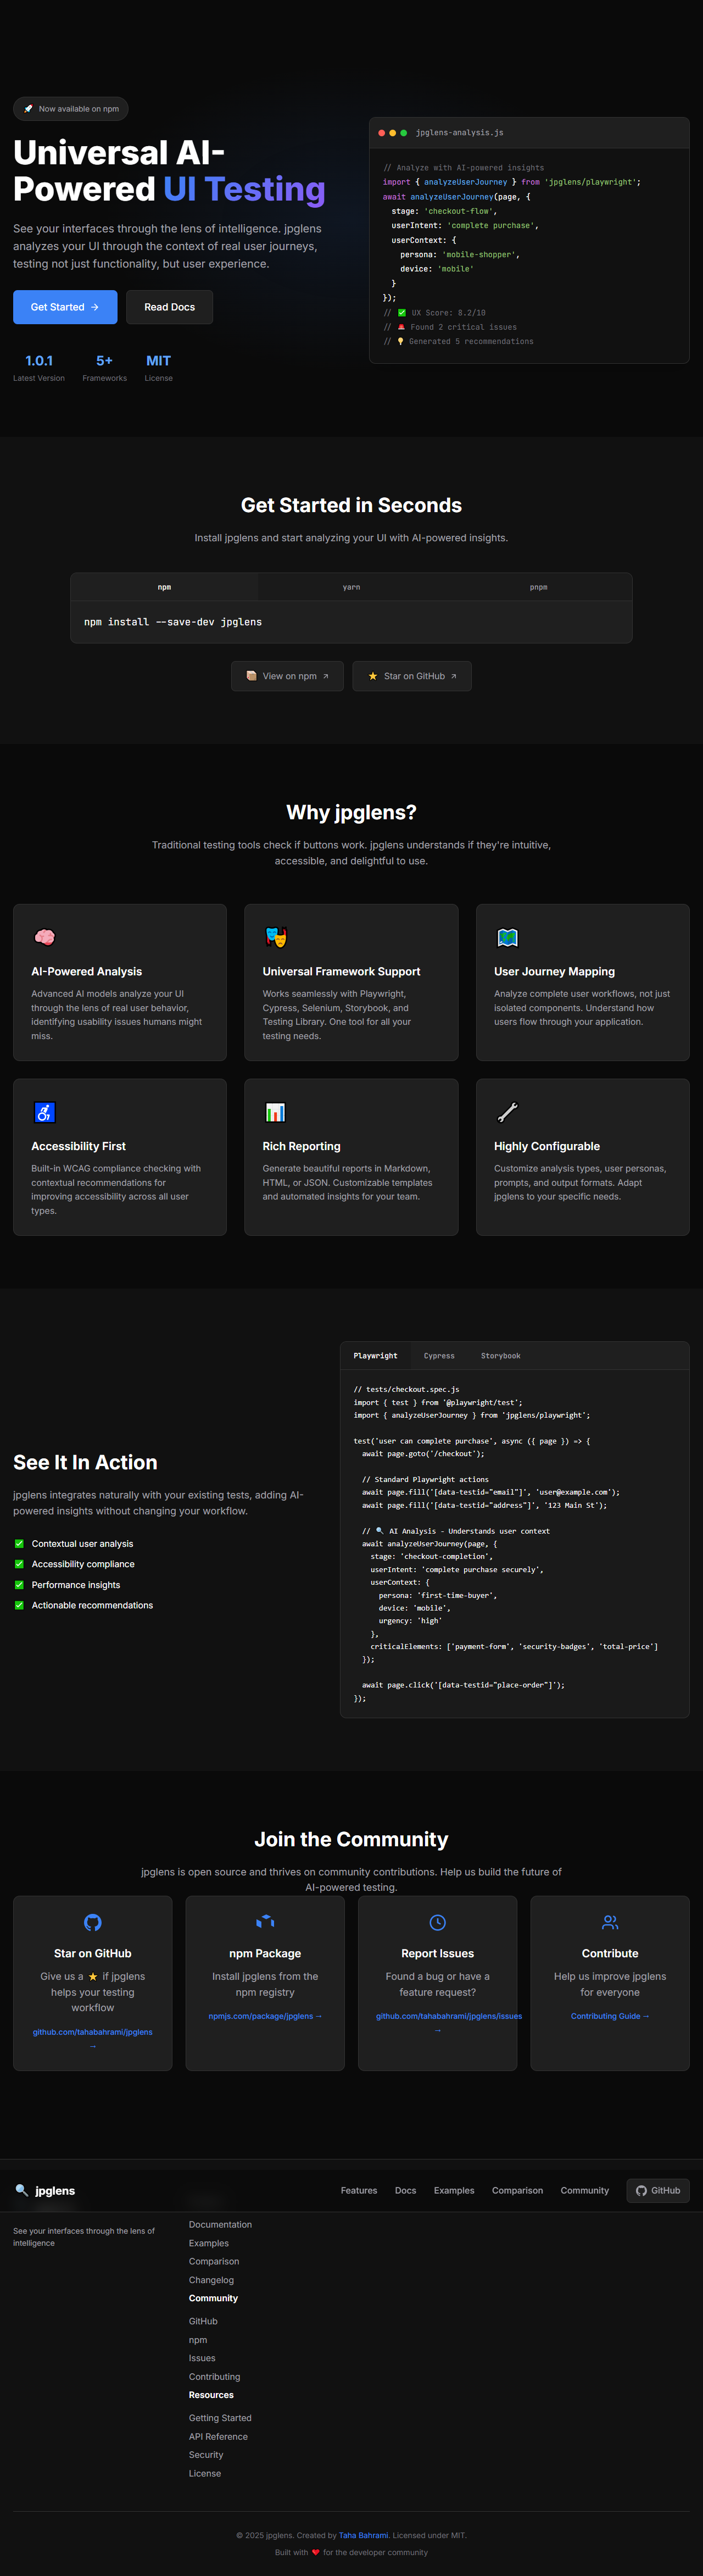 🚀 Now available on npm
Universal AI-
Powered UI Testing
See your interfaces through the lens of intelligence. jpglens
analyzes your UI through the context of real user journeys,
testing not just functionality, but user experience.
Get Started →
Read Docs
1.0.1
Latest Version
5+
Frameworks
MIT
License
jpglens-analysis.js
// Analyze with AI-powered insights
import { analyzeUserJourney } from 'jpglens/playwright';
await analyzeUserJourney(page, {
  stage: 'checkout-flow',
  userIntent: 'complete purchase',
  userContext: {
    persona: 'mobile-shopper',
    device: 'mobile'
  }
});
// ✅ UX Score: 8.2/10
// 🚨 Found 2 critical issues
// 💡 Generated 5 recommendations
Get Started in Seconds
Install jpglens and start analyzing your UI with AI-powered insights.
npm
yarn
pnpm
npm install --save-dev jpglens
📦 View on npm ↗
⭐ Star on GitHub ↗
Why jpglens?
Traditional testing tools check if buttons work. jpglens understands if they're intuitive,
accessible, and delightful to use.
AI-Powered Analysis
Advanced AI models analyze your UI
through the lens of real user behavior,
identifying usability issues humans might
miss.
Universal Framework Support
Works seamlessly with Playwright,
Cypress, Selenium, Storybook, and
Testing Library. One tool for all your
testing needs.
User Journey Mapping
Analyze complete user workflows, not just
isolated components. Understand how
users flow through your application.
Accessibility First
Built-in WCAG compliance checking with
contextual recommendations for
improving accessibility across all user
types.
Rich Reporting
Generate beautiful reports in Markdown,
HTML, or JSON. Customizable templates
and automated insights for your team.
Highly Configurable
Customize analysis types, user personas,
prompts, and output formats. Adapt
jpglens to your specific needs.
See It In Action
jpglens integrates naturally with your existing tests, adding AI-
powered insights without changing your workflow.
✅ Contextual user analysis
✅ Accessibility compliance
✅ Performance insights
✅ Actionable recommendations
Playwright
Cypress
Storybook
// tests/checkout.spec.js
import { test } from '@playwright/test';
import { analyzeUserJourney } from 'jpglens/playwright';
test('user can complete purchase', async ({ page }) => {
  await page.goto('/checkout');
  // Standard Playwright actions
  await page.fill('[data-testid="email"]', 'user@example.com');
  await page.fill('[data-testid="address"]', '123 Main St');
  // 🔍 AI Analysis - Understands user context
  await analyzeUserJourney(page, {
    stage: 'checkout-completion',
    userIntent: 'complete purchase securely',
    userContext: {
      persona: 'first-time-buyer',
      device: 'mobile',
      urgency: 'high'
    },
    criticalElements: ['payment-form', 'security-badges', 'total-price']
  });
  await page.click('[data-testid="place-order"]');
});
Join the Community
jpglens is open source and thrives on community contributions. Help us build the future of
AI-powered testing.
Star on GitHub
Give us a ⭐ if jpglens
helps your testing
workflow
github.com/tahabahrami/jpglens
→
npm Package
Install jpglens from the
npm registry
npmjs.com/package/jpglens →
Report Issues
Found a bug or have a
feature request?
github.com/tahabahrami/jpglens/issues
→
Contribute
Help us improve jpglens
for everyone
Contributing Guide →
🔍 jpglens
Features
Docs
Examples
Comparison
Community
GitHub
See your interfaces through the lens of
intelligence
Documentation
Examples
Comparison
Changelog
Community
GitHub
npm
Issues
Contributing
Resources
Getting Started
API Reference
Security
License
© 2025 jpglens. Created by Taha Bahrami. Licensed under MIT.
Built with ❤️ for the developer community